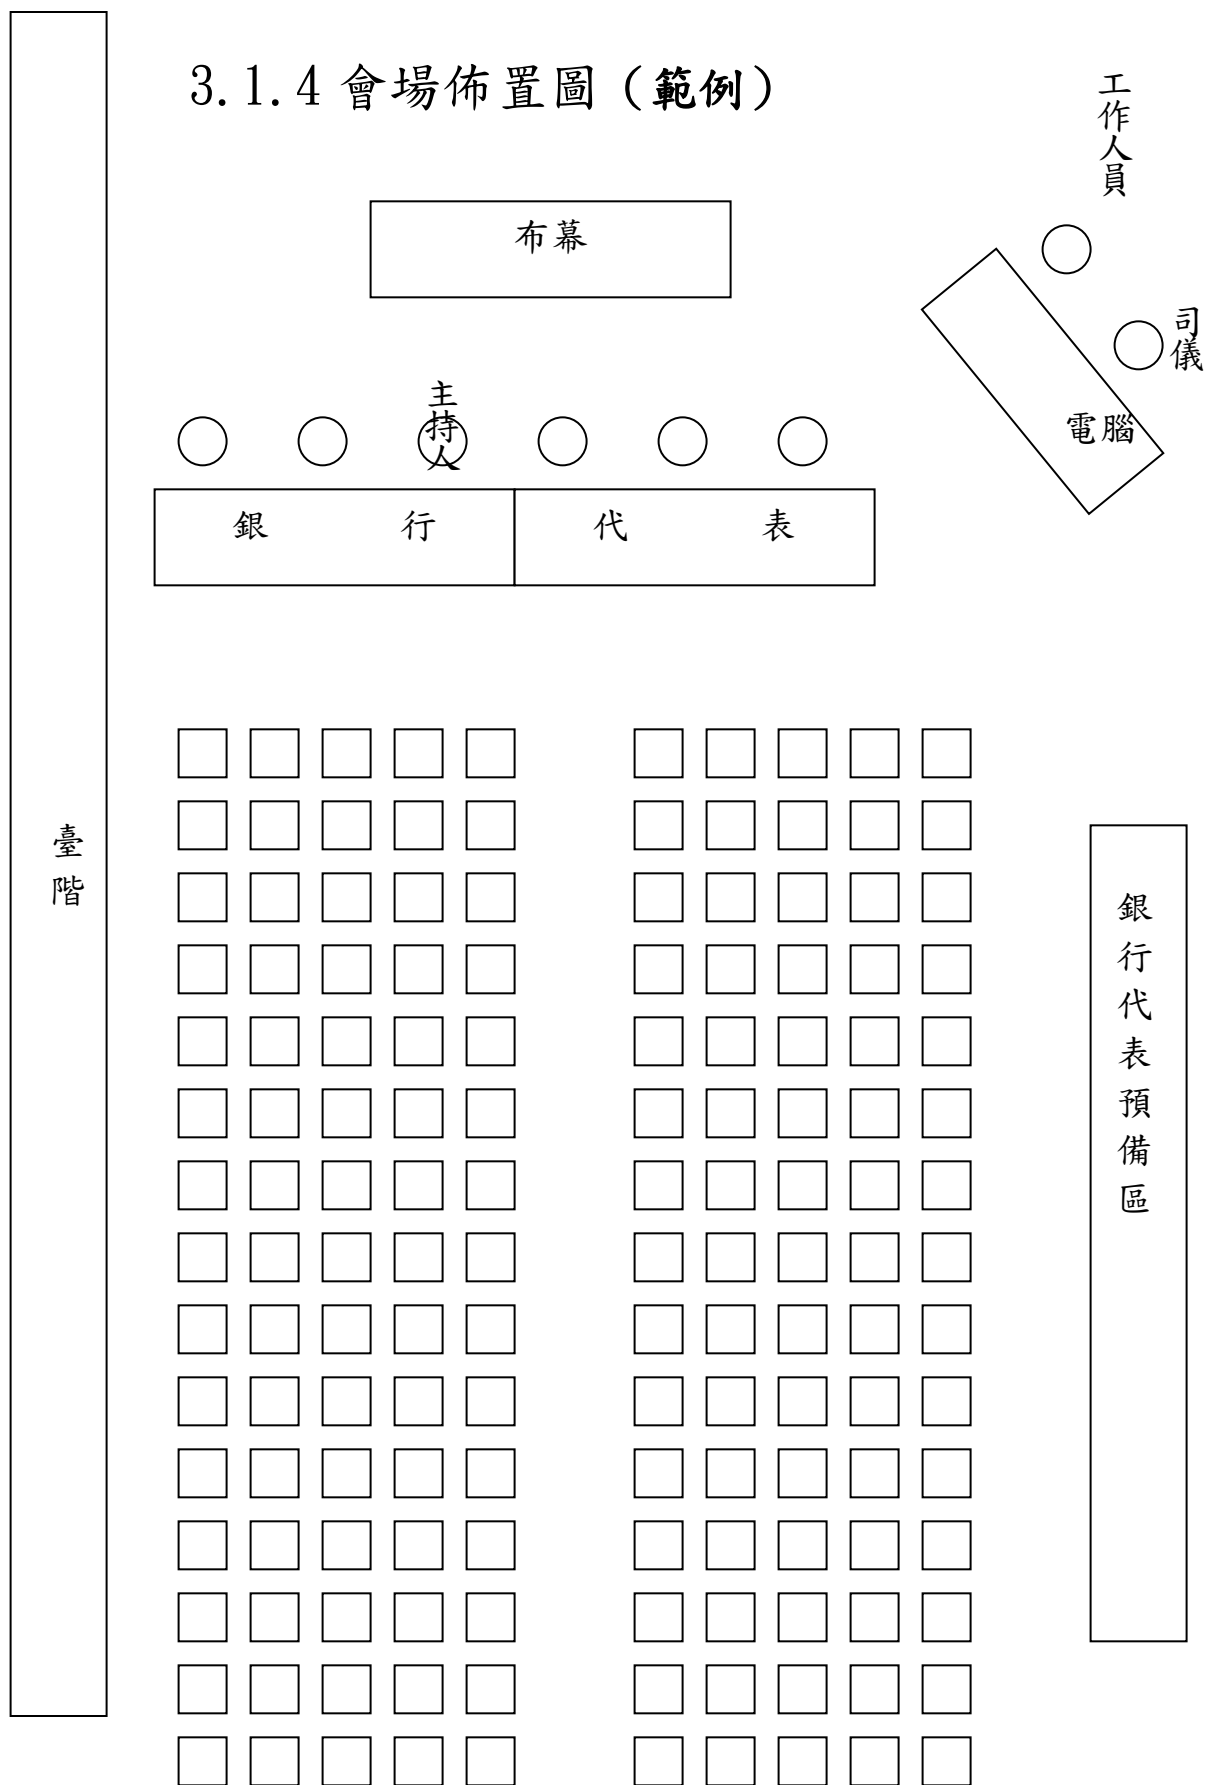 3.1.4 會場佈置圖（範例）
工作人員
布幕
司儀
主持人
電腦
銀行代表
臺階
銀行代表預備區